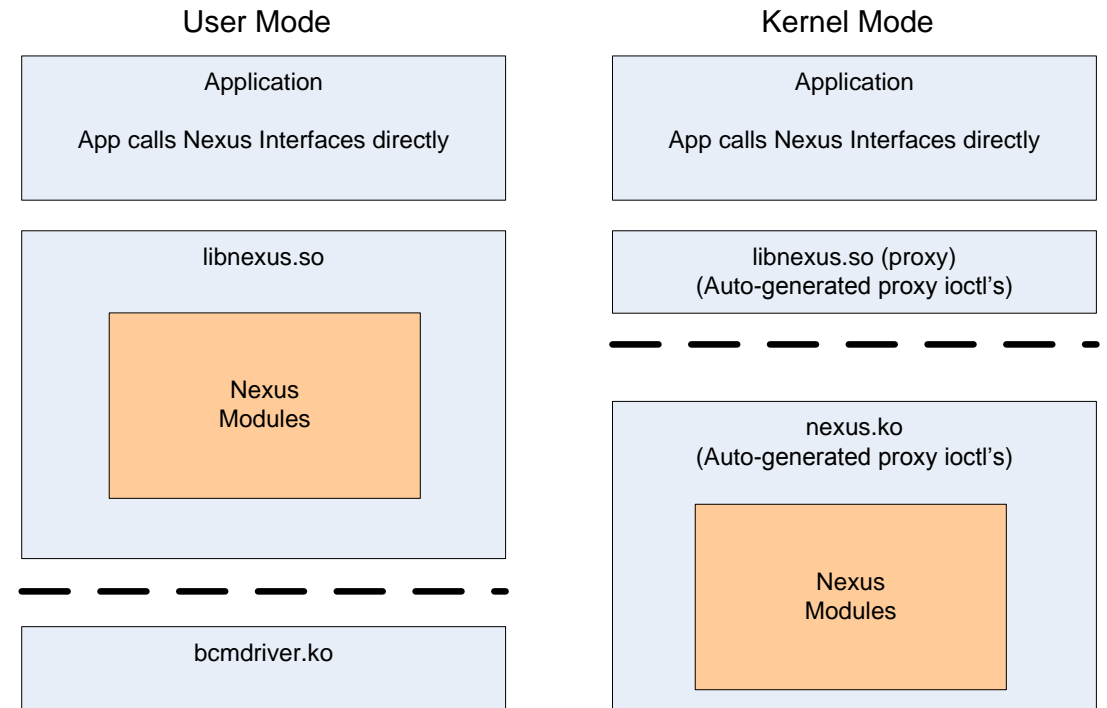 User Mode
Application
App calls Nexus Interfaces directly
libnexus.so
Nexus
Modules
bcmdriver.ko
Kernel Mode
Application
App calls Nexus Interfaces directly
libnexus.so (proxy)
(Auto-generated proxy ioctl's)
nexus.ko
(Auto-generated proxy ioctl's)
Nexus
Modules